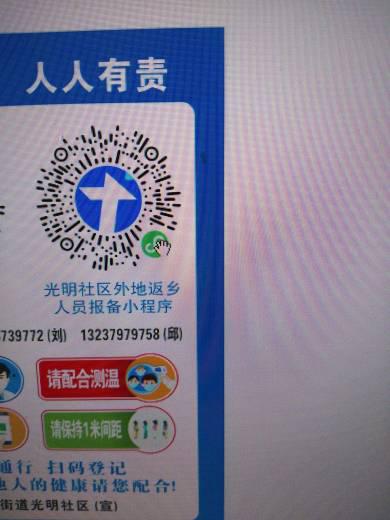 人人有责
光明社区外地返乡
人员报备小程序
739772(刘) 13237979758(邱)
请配合测温
请保持1米间距
通行 扫码登记
人的健康请您配合!
街道光明社区(宣)